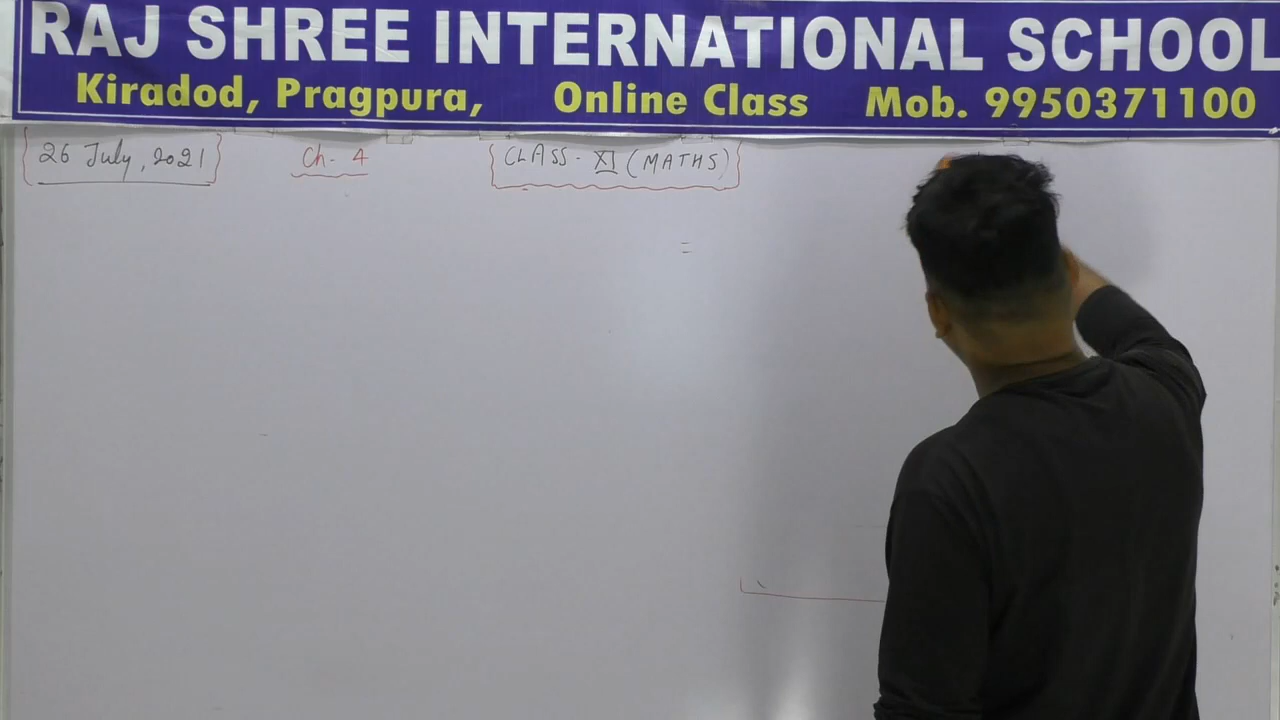 RAJ SHREE INTERNATIONAL SCHOOL
Kiradod, Pragpura, Online Class Mob. 9950371100
26 July, 2021 Ch- 4 CLASS- XI (MATHS)
=